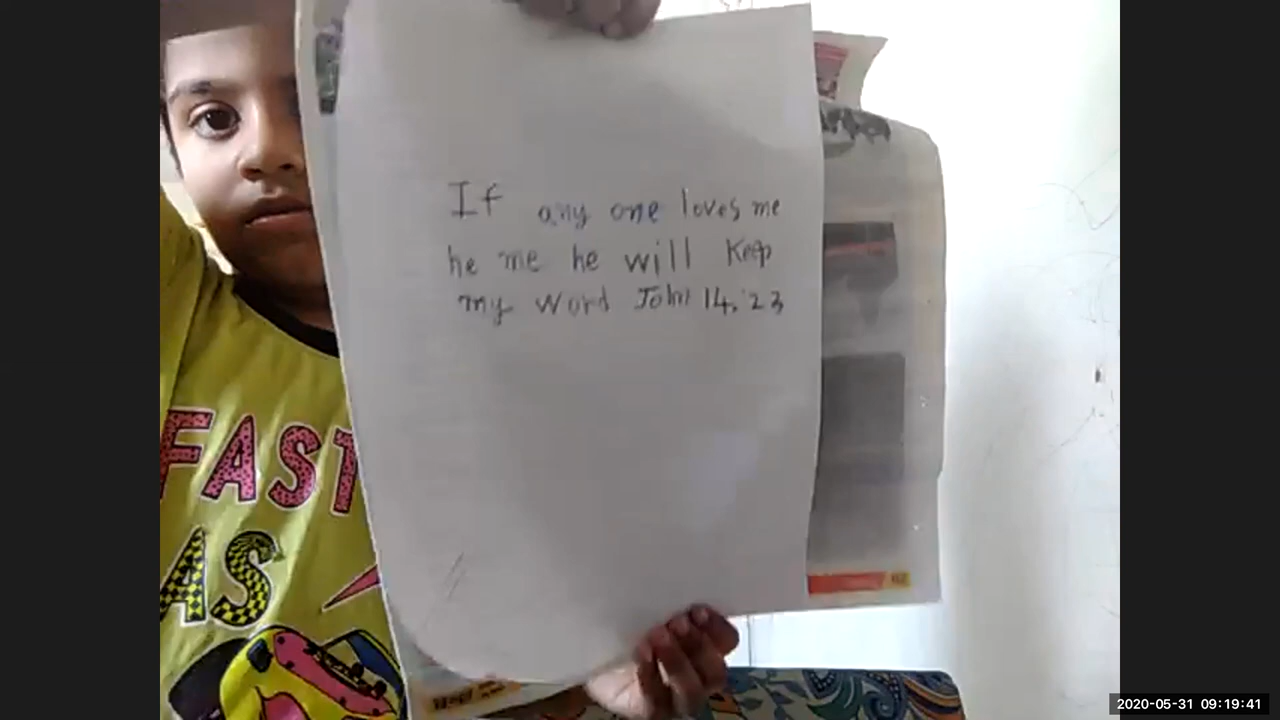 If any one loves me
he me he will Keep
my word John 14:23
FAST
AS
2020-05-31 09:19:41